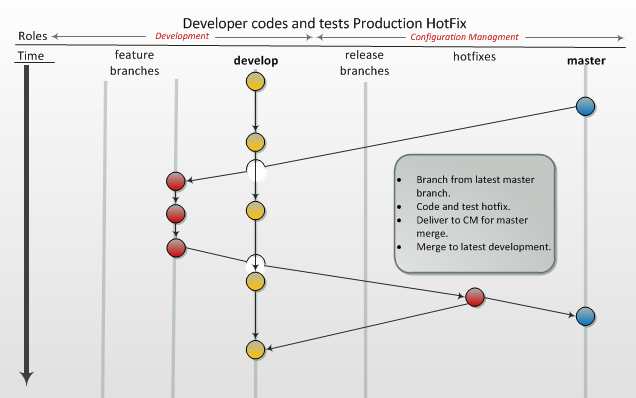 Developer codes and tests Production HotFix
Roles
Development
Configuration Managment
Time
feature
branches
develop
release
branches
hotfixes
master
• Branch from latest master
branch.
• Code and test hotfix.
• Deliver to CM for master
merge.
• Merge to latest development.